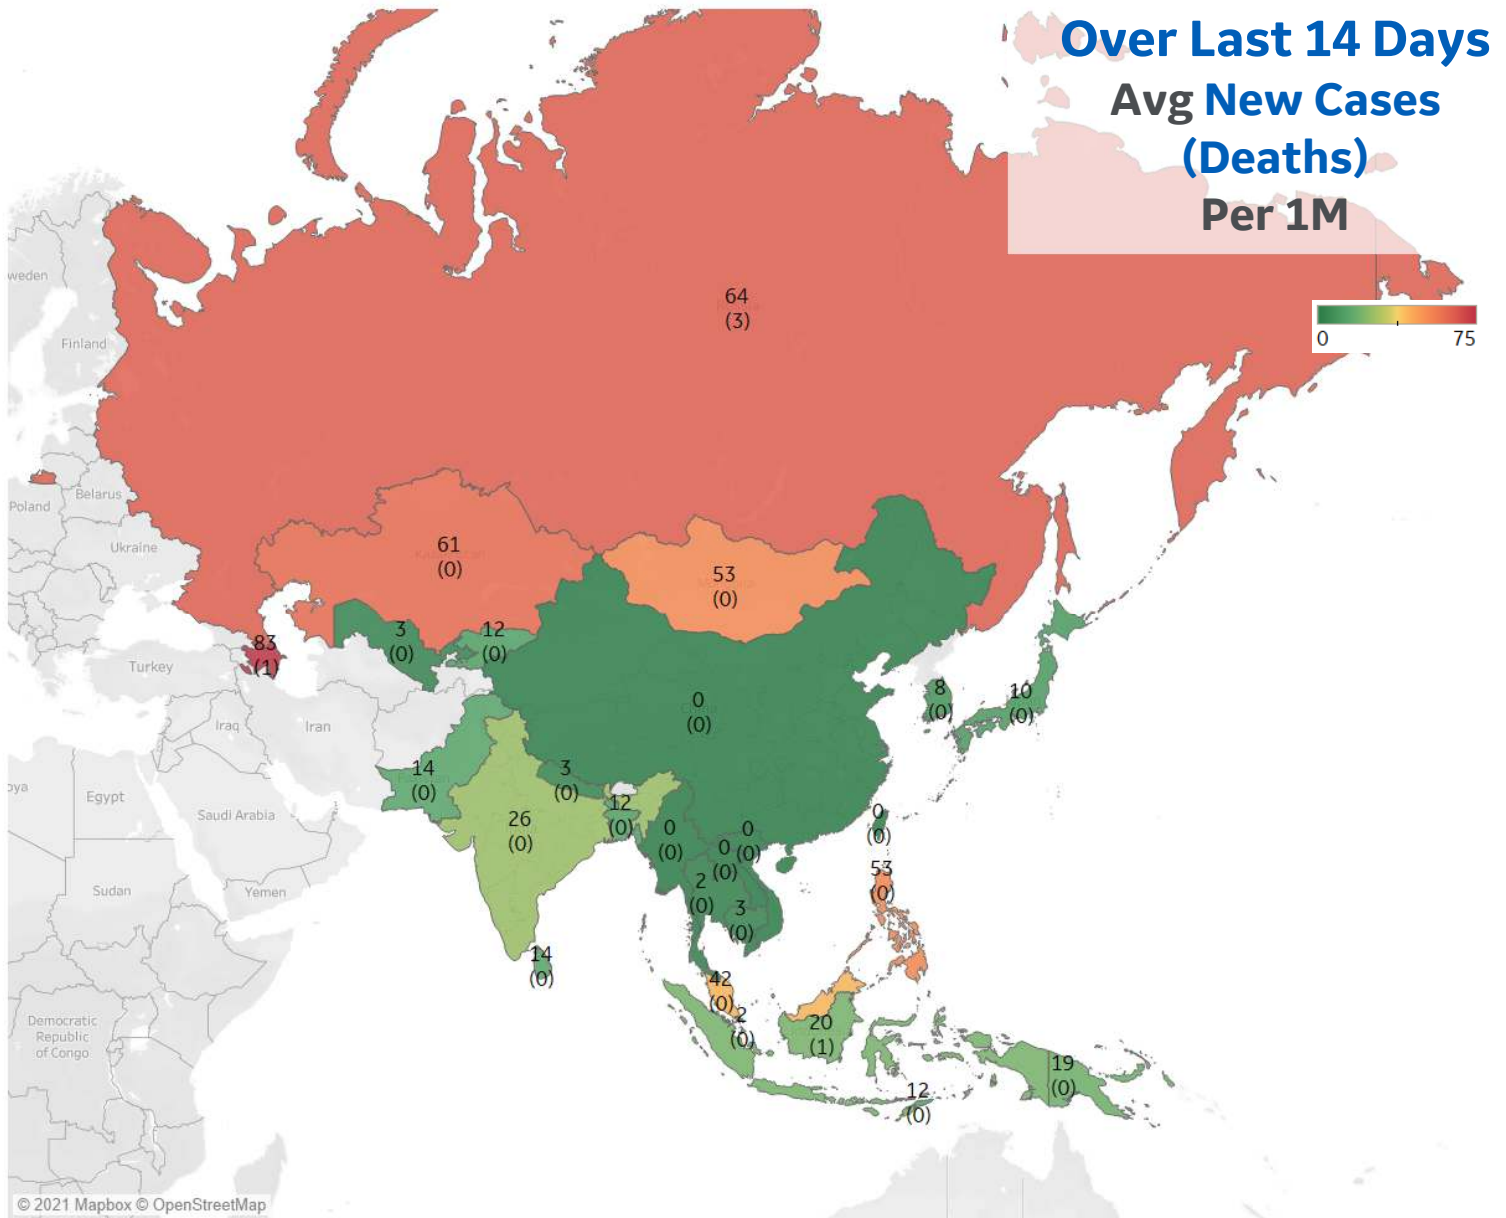 Over Last 14 Days
Avg New Cases
(Deaths)
Per 1M
weden
64
(3)
0
75
Finland
Belarus
Poland
Ukraine
61
(0)
53
(0)
3
(0)
12
(0)
83
(1)
Turkey
0
(0)
8
(0)
10
(0)
Iraq
Iran
14
(0)
3
(0)
oya
Egypt
Saudi Arabia
26
(0)
12
(0)
0
(0)
0
(0)
0
(0)
0
(0)
53
(0)
Sudan
Yemen
2
(0)
3
(0)
14
(0)
42
(0)
2
(0)
20
(1)
Democratic
Republic
of Congo
19
(0)
12
(0)
© 2021 Mapbox © OpenStreetMap